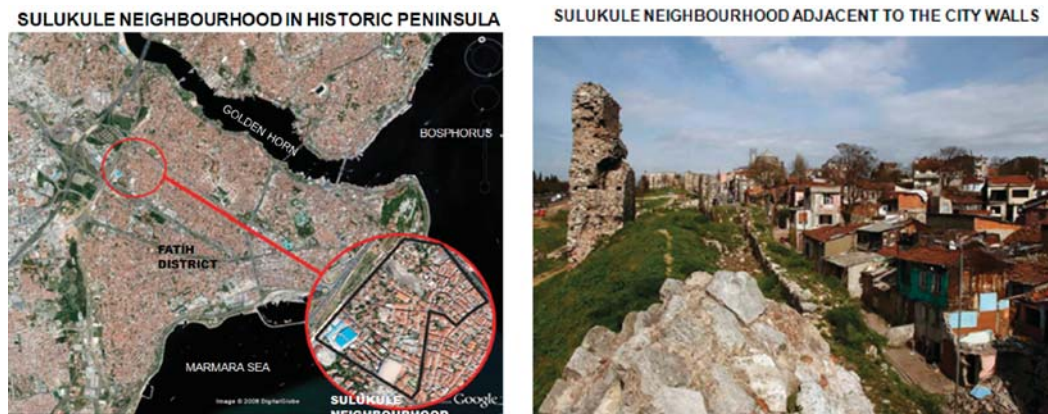 SULUKULE NEIGHBOURHOOD IN HISTORIC PENINSULA
GOLDEN HORN
BOSPHORUS
FATIH
DISTRICT
MARMARA SEA
Image © 2008 DigitalGlobe
SULUKULE
NEIGHBOURHOOD
Google
SULUKULE NEIGHBOURHOOD ADJACENT TO THE CITY WALLS